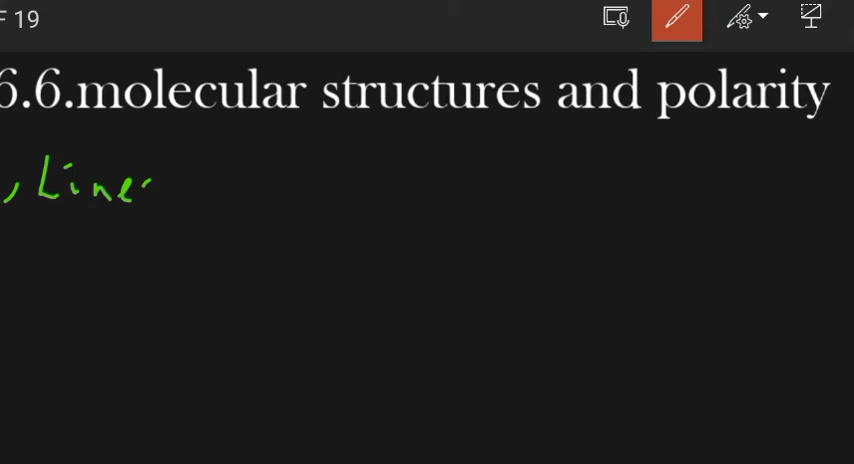 F 19
6.6.molecular structures and polarity
, Line